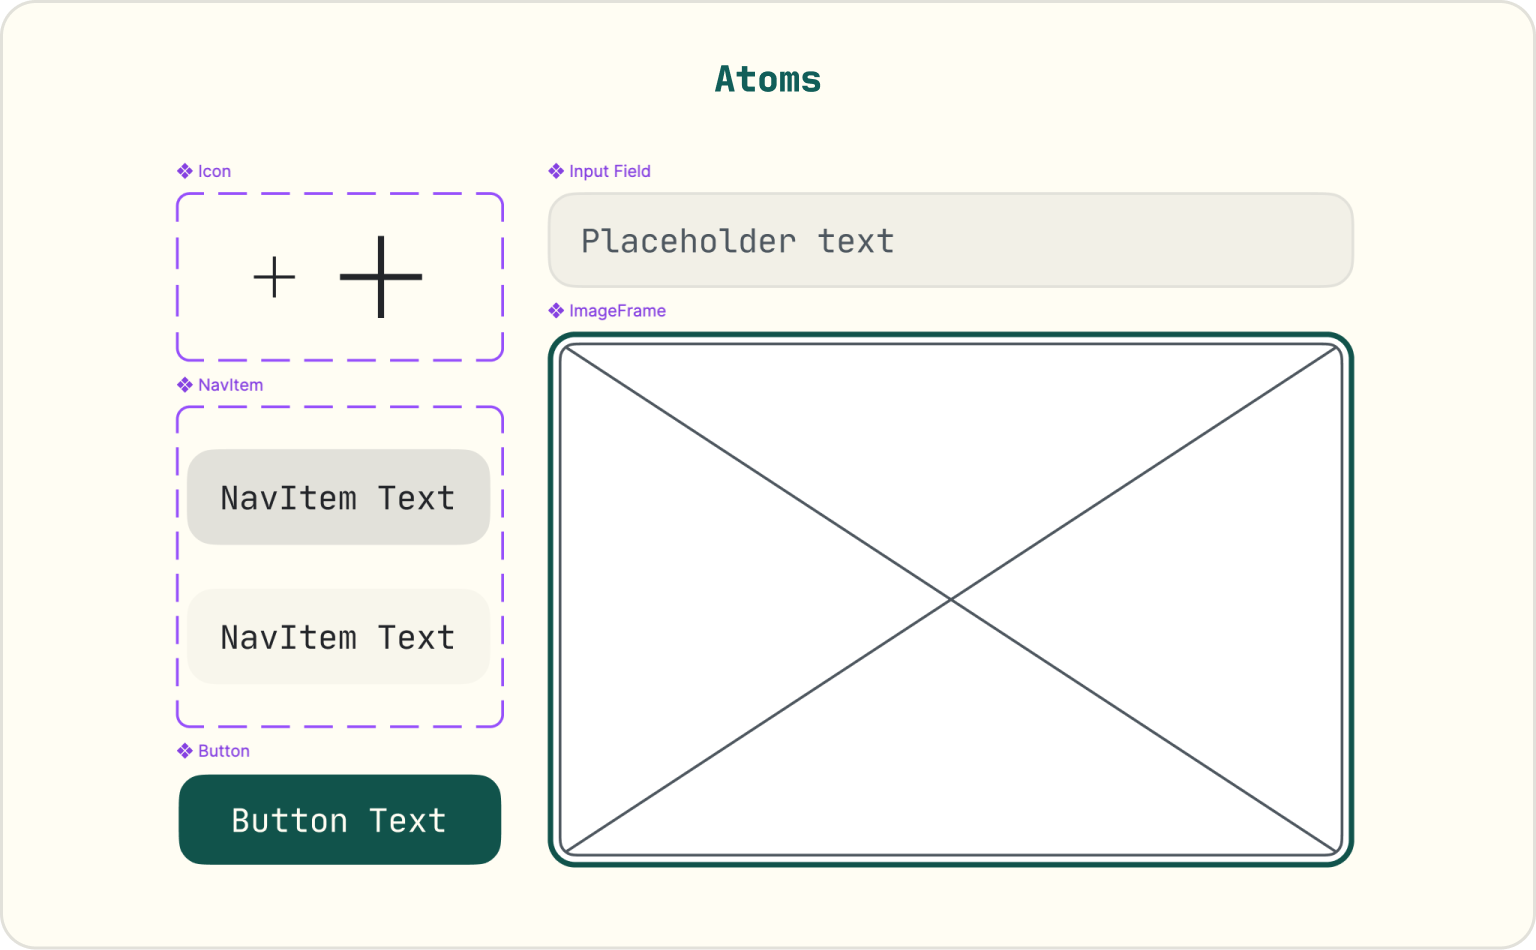 Atoms
Icon
NavItem
NavItem Text
NavItem Text
Button
Button Text
Input Field
Placeholder text
ImageFrame